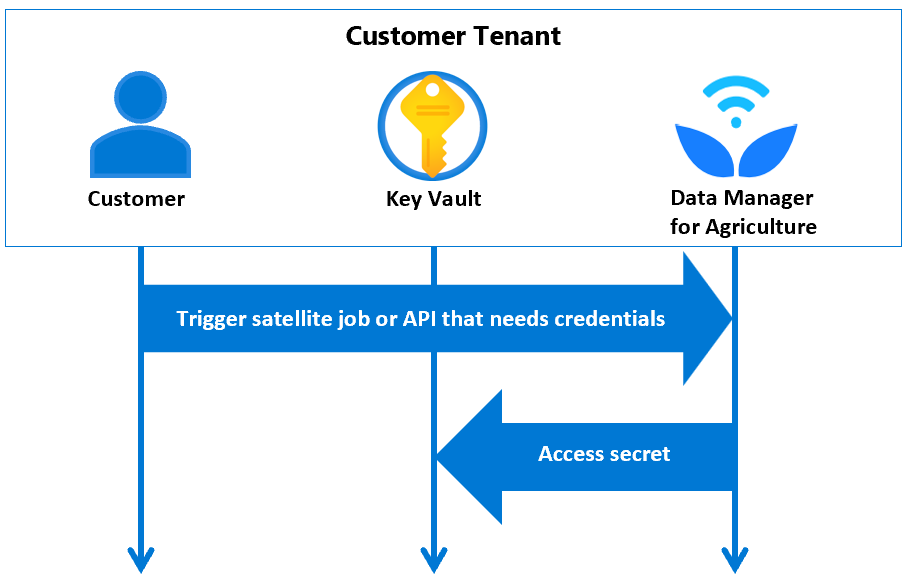 Customer Tenant
Customer
Key Vault
Data Manager
for Agriculture
Trigger satellite job or API that needs credentials
Access secret